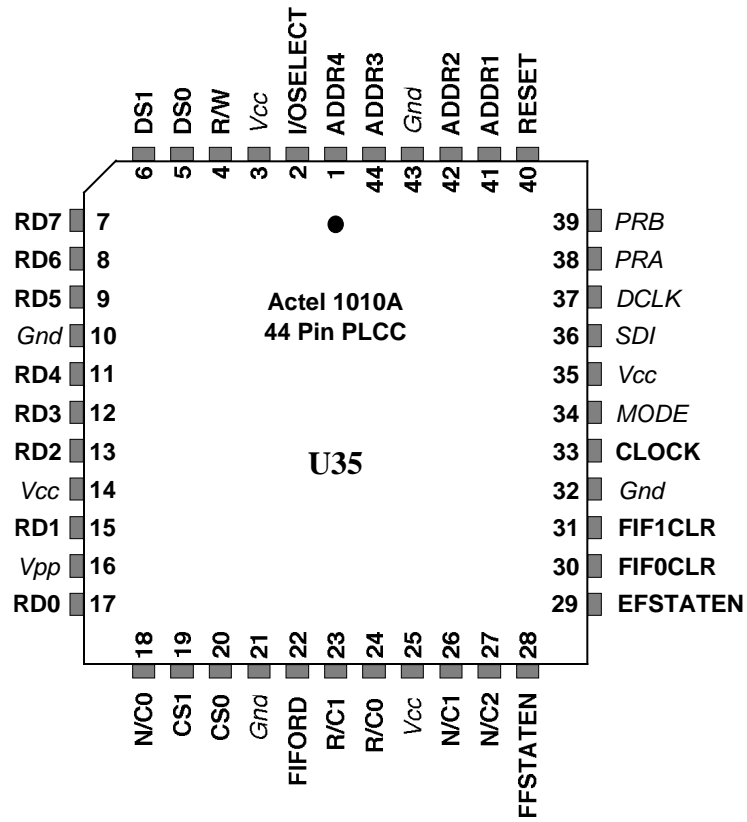 DS1 DS0 R/W Vcc I/OSELECT ADDR4 ADDR3 Gnd ADDR2 ADDR1 RESET
6 5 4 3 2 1 44 43 42 41 40
RD7 7 39 PRB
RD6 8 38 PRA
RD5 9 37 DCLK
Gnd 10 36 SDI
RD4 11 35 Vcc
RD3 12 34 MODE
RD2 13 33 CLOCK
Vcc 14 32 Gnd
RD1 15 31 FIF1CLR
Vpp 16 30 FIF0CLR
RD0 17 29 EFSTATEN
Actel 1010A
44 Pin PLCC
U35
18 19 20 21 22 23 24 25 26 27 28
N/C0 CS1 CS0 Gnd FIFORD R/C1 R/C0 Vcc N/C1 N/C2 FFSTATEN